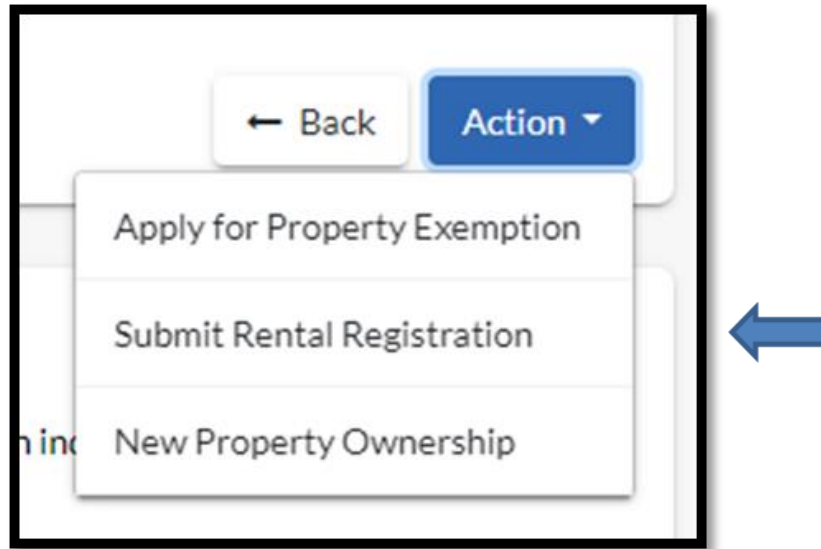 ← Back
Action
Apply for Property Exemption
Submit Rental Registration
New Property Ownership